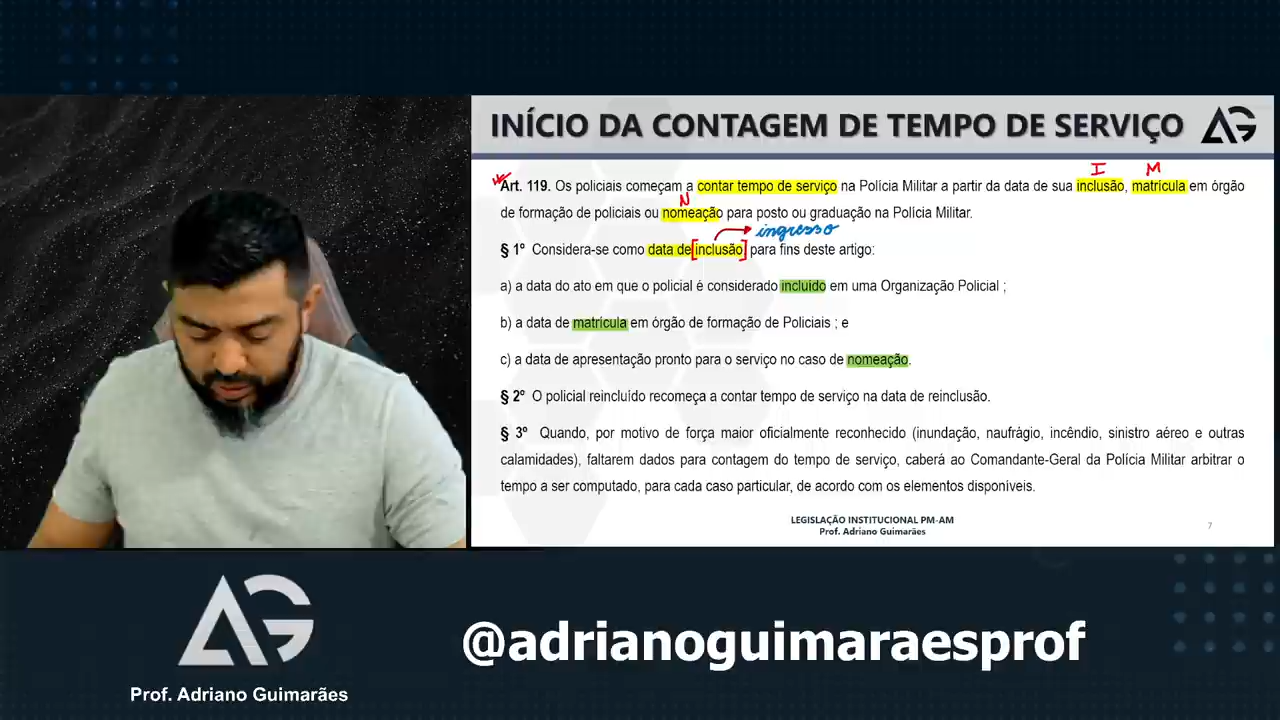 INÍCIO DA CONTAGEM DE TEMPO DE SERVIÇO AG
I M
Art. 119. Os policiais começam a contar tempo de serviço na Polícia Militar a partir da data de sua inclusão, matrícula em órgão
N
de formação de policiais ou nomeação para posto ou graduação na Polícia Militar.
ingresso
§ 1º Considera-se como data de [inclusão] para fins deste artigo:
a) a data do ato em que o policial é considerado incluído em uma Organização Policial ;
b) a data de matrícula em órgão de formação de Policiais ; e
c) a data de apresentação pronto para o serviço no caso de nomeação.
§ 2º O policial reincluído recomeça a contar tempo de serviço na data de reinclusão.
§ 3º Quando, por motivo de força maior oficialmente reconhecido (inundação, naufrágio, incêndio, sinistro aéreo e outras
calamidades), faltarem dados para contagem do tempo de serviço, caberá ao Comandante-Geral da Polícia Militar arbitrar o
tempo a ser computado, para cada caso particular, de acordo com os elementos disponíveis.
LEGISLAÇÃO INSTITUCIONAL PM-AM
Prof. Adriano Guimarães
7
AG
Prof. Adriano Guimarães
@adrianoguimaraesprof